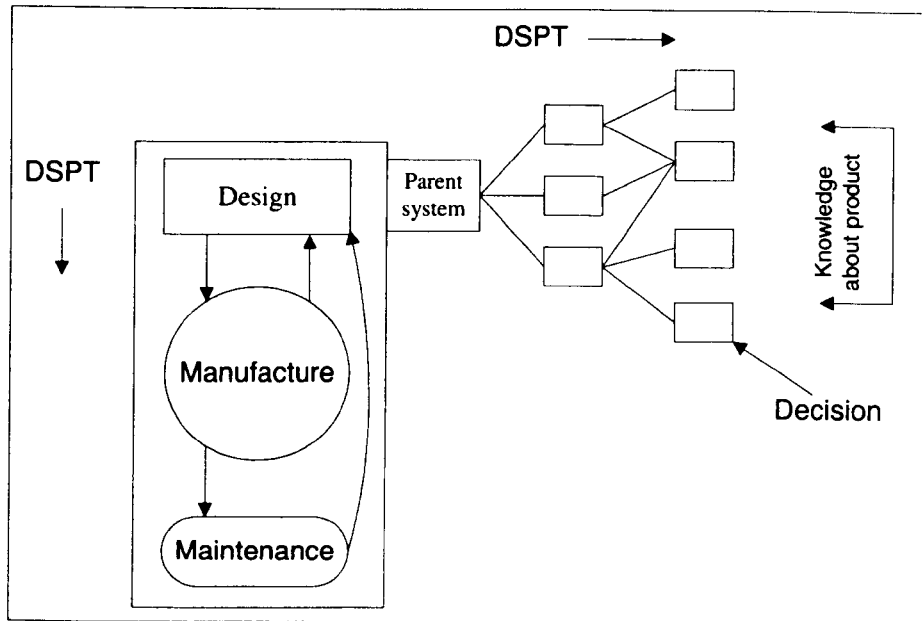 DSPT
DSPT
Design
Parent
system
Manufacture
Maintenance
Knowledge
about product
Decision